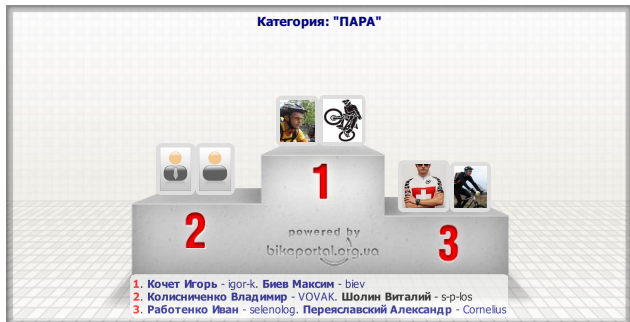 Категория: "ПАРА"
1
2
3
powered by
bikeportal.org.ua
1. Кочет Игорь - igor-k. Биев Максим - biev
2. Колисниченко Владимир - VOVAK. Шолин Виталий - s-p-los
3. Работенко Иван - selenolog. Переяславский Александр - Cornelius